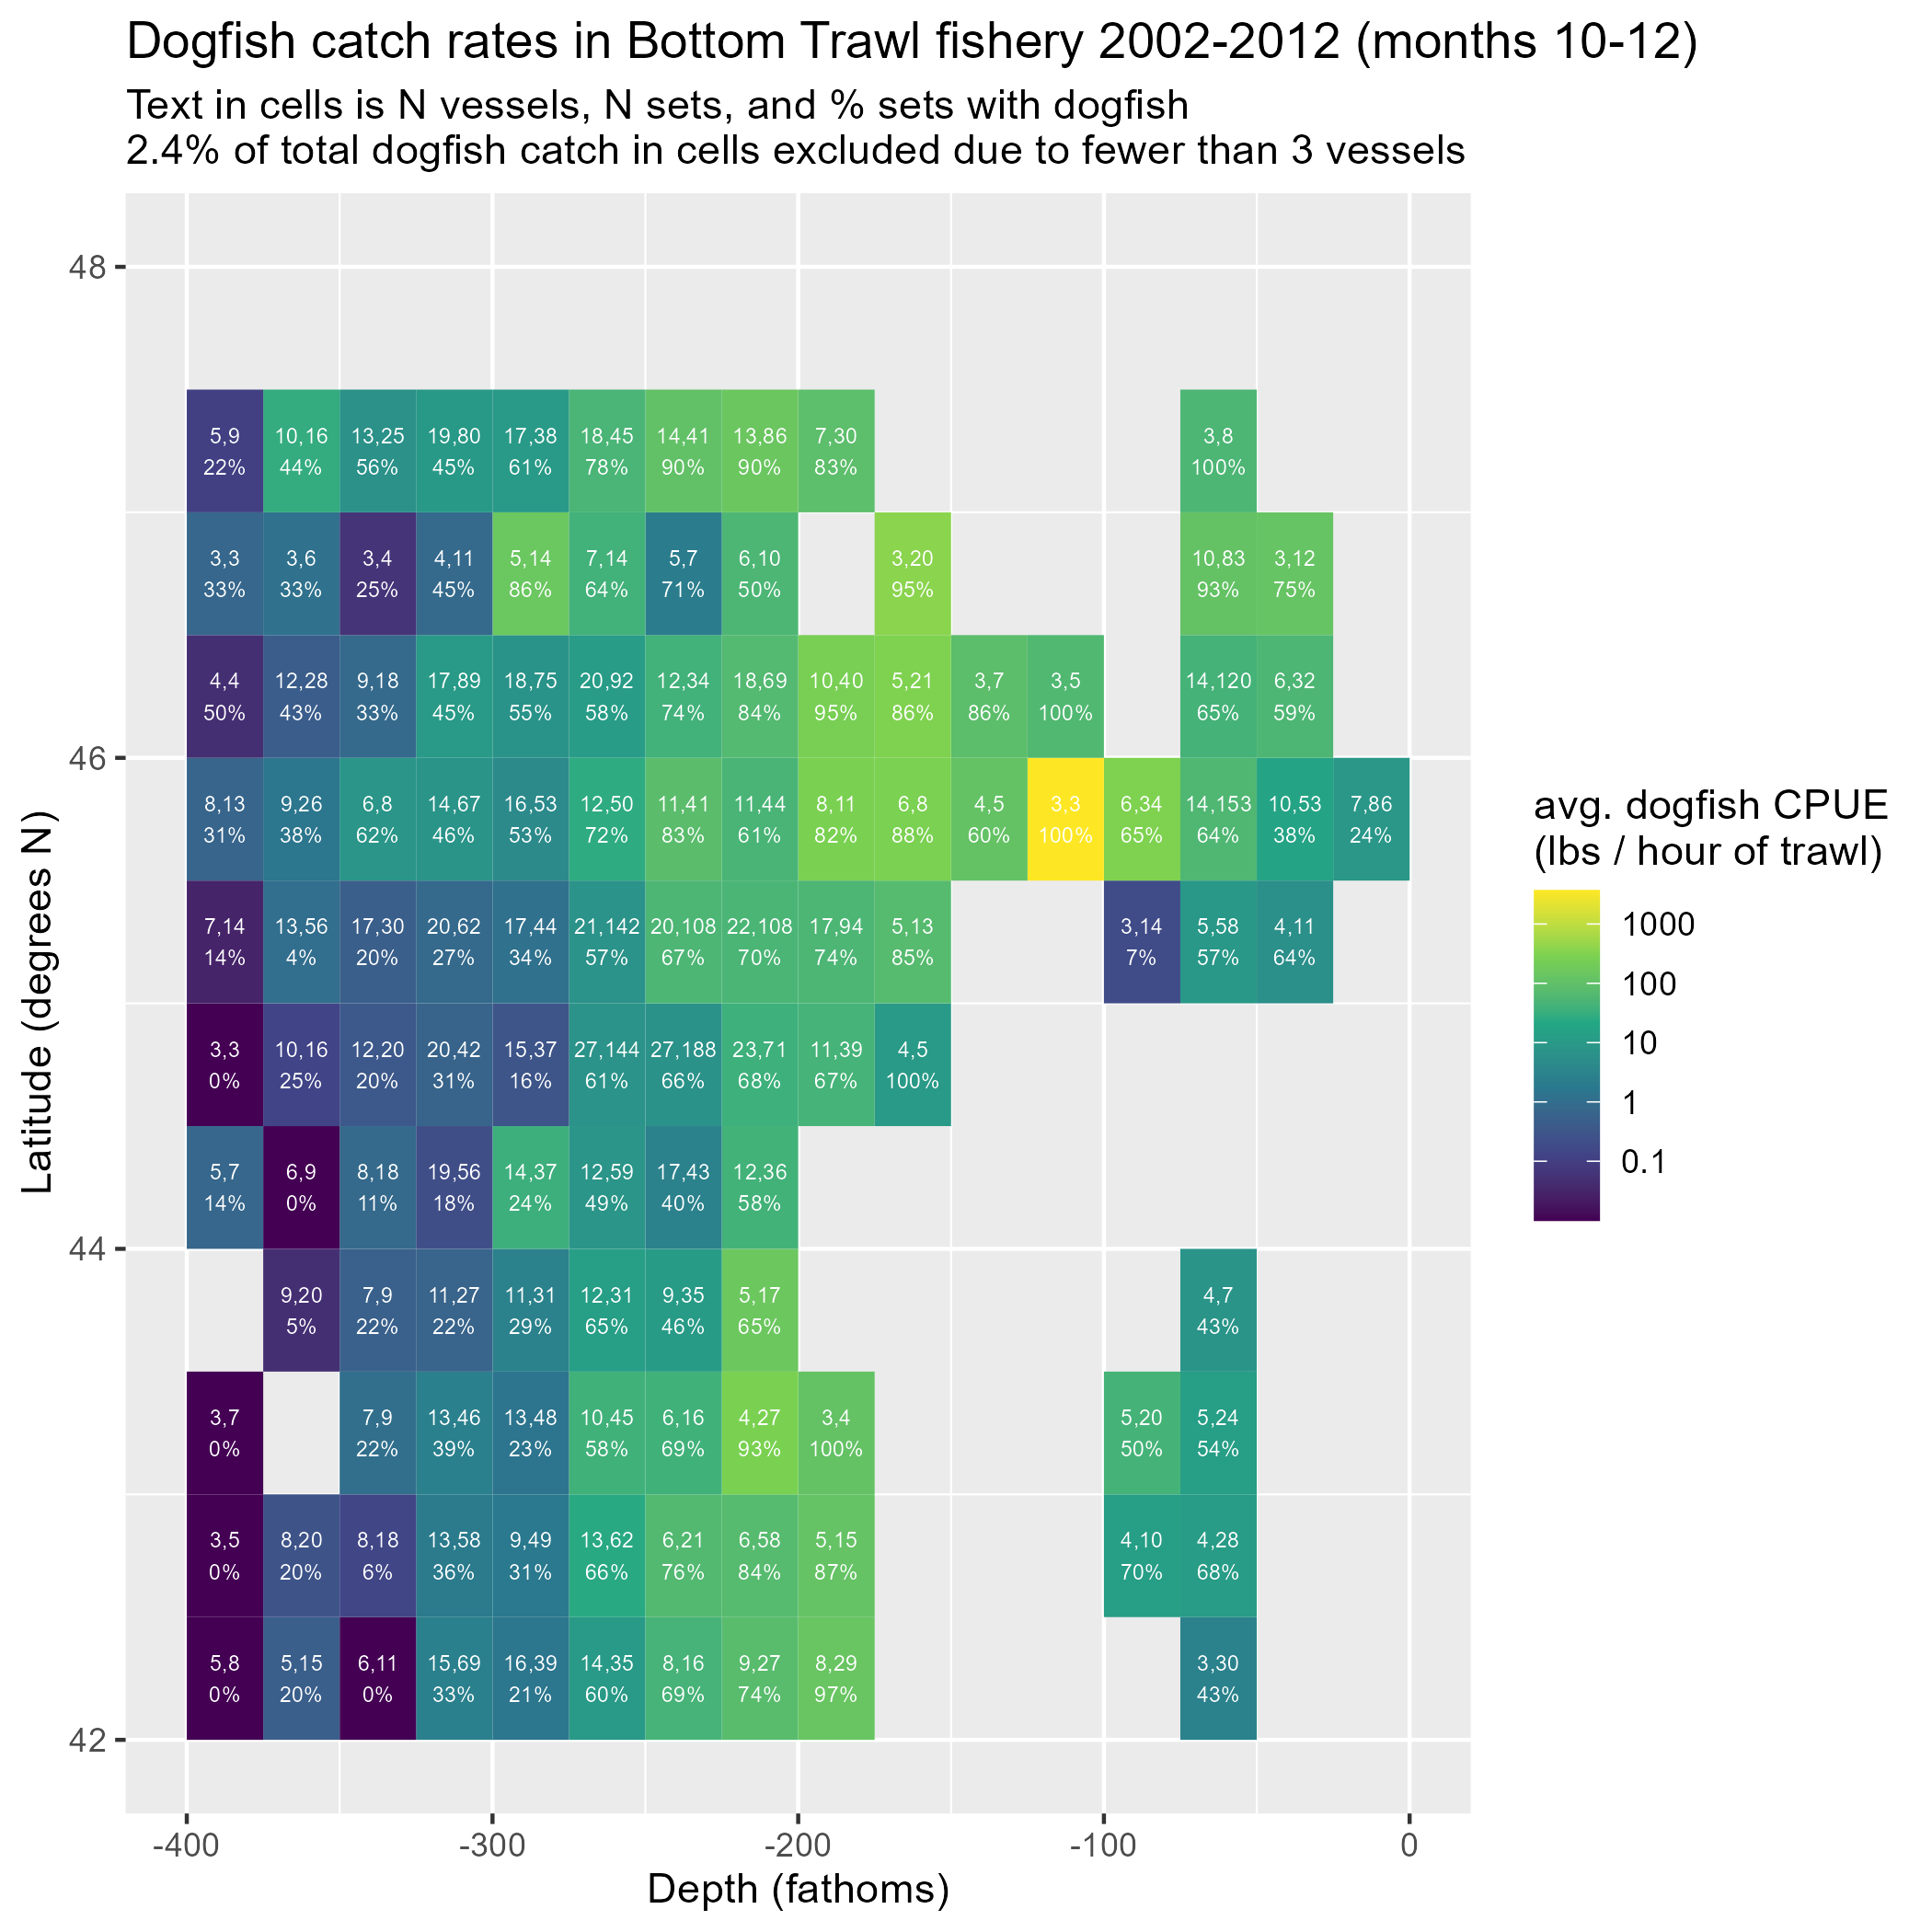 Dogfish catch rates in Bottom Trawl fishery 2002-2012 (months 10-12)
Text in cells is N vessels, N sets, and % sets with dogfish
2.4% of total dogfish catch in cells excluded due to fewer than 3 vessels
48
5,9 10,16 13,25 19,80 17,38 18,45 14,41 13,86 7,30 3,8
22% 44% 56% 45% 61% 78% 90% 90% 83% 100%
3,3 3,6 3,4 4,11 5,14 7,14 5,7 6,10 3,20 10,83 3,12
33% 33% 25% 45% 86% 64% 71% 50% 95% 93% 75%
4,4 12,28 9,18 17,89 18,75 20,92 12,34 18,69 10,40 5,21 3,7 3,5 14,120 6,32
50% 43% 33% 45% 55% 58% 74% 84% 95% 86% 86% 100% 65% 59%
46
8,13 9,26 6,8 14,67 16,53 12,50 11,41 11,44 8,11 6,8 4,5 3,3 6,34 14,153 10,53 7,86
31% 38% 62% 46% 53% 72% 83% 61% 82% 88% 60% 100% 65% 64% 38% 24%
7,14 13,56 17,30 20,62 17,44 21,142 20,108 22,108 17,94 5,13 3,14 5,58 4,11
14% 4% 20% 27% 34% 57% 67% 70% 74% 85% 7% 57% 64%
3,3 10,16 12,20 20,42 15,37 27,144 27,188 23,71 11,39 4,5
0% 25% 20% 31% 16% 61% 66% 68% 67% 100%
5,7 6,9 8,18 19,56 14,37 12,59 17,43 12,36
14% 0% 11% 18% 24% 49% 40% 58%
44
9,20 7,9 11,27 11,31 12,31 9,35 5,17 4,7
5% 22% 22% 29% 65% 46% 65% 43%
3,7 7,9 13,46 13,48 10,45 6,16 4,27 3,4 5,20 5,24
0% 22% 39% 23% 58% 69% 93% 100% 50% 54%
3,5 8,20 8,18 13,58 9,49 13,62 6,21 6,58 5,15 4,10 4,28
0% 20% 6% 36% 31% 66% 76% 84% 87% 70% 68%
5,8 5,15 6,11 15,69 16,39 14,35 8,16 9,27 8,29 3,30
0% 20% 0% 33% 21% 60% 69% 74% 97% 43%
42
-400 -300 -200 -100 0
Depth (fathoms)
Latitude (degrees N)
avg. dogfish CPUE
(lbs / hour of trawl)
1000
100
10
1
0.1